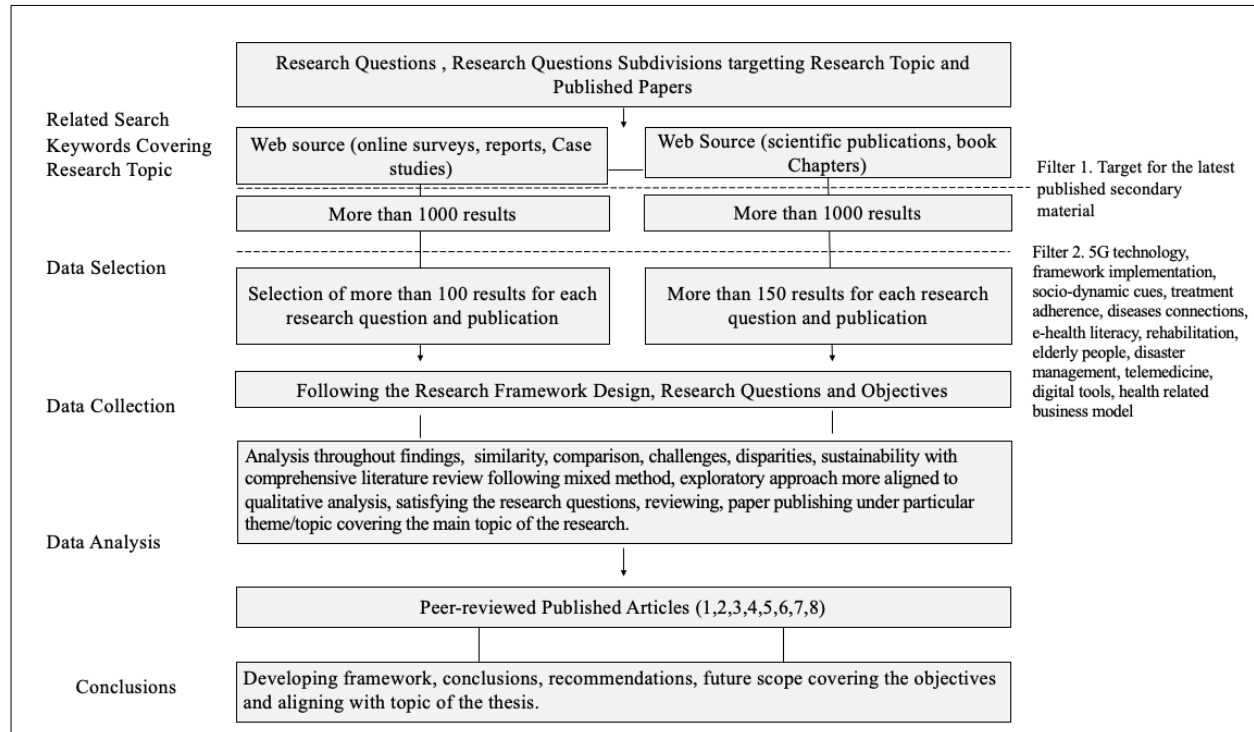 Research Questions , Research Questions Subdivisions targetting Research Topic and
Published Papers
Related Search
Keywords Covering
Research Topic
Web source (online surveys, reports, Case
studies)
Web Source (scientific publications, book
Chapters)
Filter 1. Target for the latest
published secondary
material
More than 1000 results
More than 1000 results
Data Selection
Filter 2. 5G technology,
framework implementation,
socio-dynamic cues, treatment
adherence, diseases connections,
e-health literacy, rehabilitation,
elderly people, disaster
management, telemedicine,
digital tools, health related
business model
Selection of more than 100 results for each
research question and publication
More than 150 results for each research
question and publication
Data Collection
Following the Research Framework Design, Research Questions and Objectives
Analysis throughout findings, similarity, comparison, challenges, disparities, sustainability with
comprehensive literature review following mixed method, exploratory approach more aligned to
qualitative analysis, satisfying the research questions, reviewing, paper publishing under particular
theme/topic covering the main topic of the research.
Data Analysis
Peer-reviewed Published Articles (1,2,3,4,5,6,7,8)
Conclusions
Developing framework, conclusions, recommendations, future scope covering the objectives
and aligning with topic of the thesis.